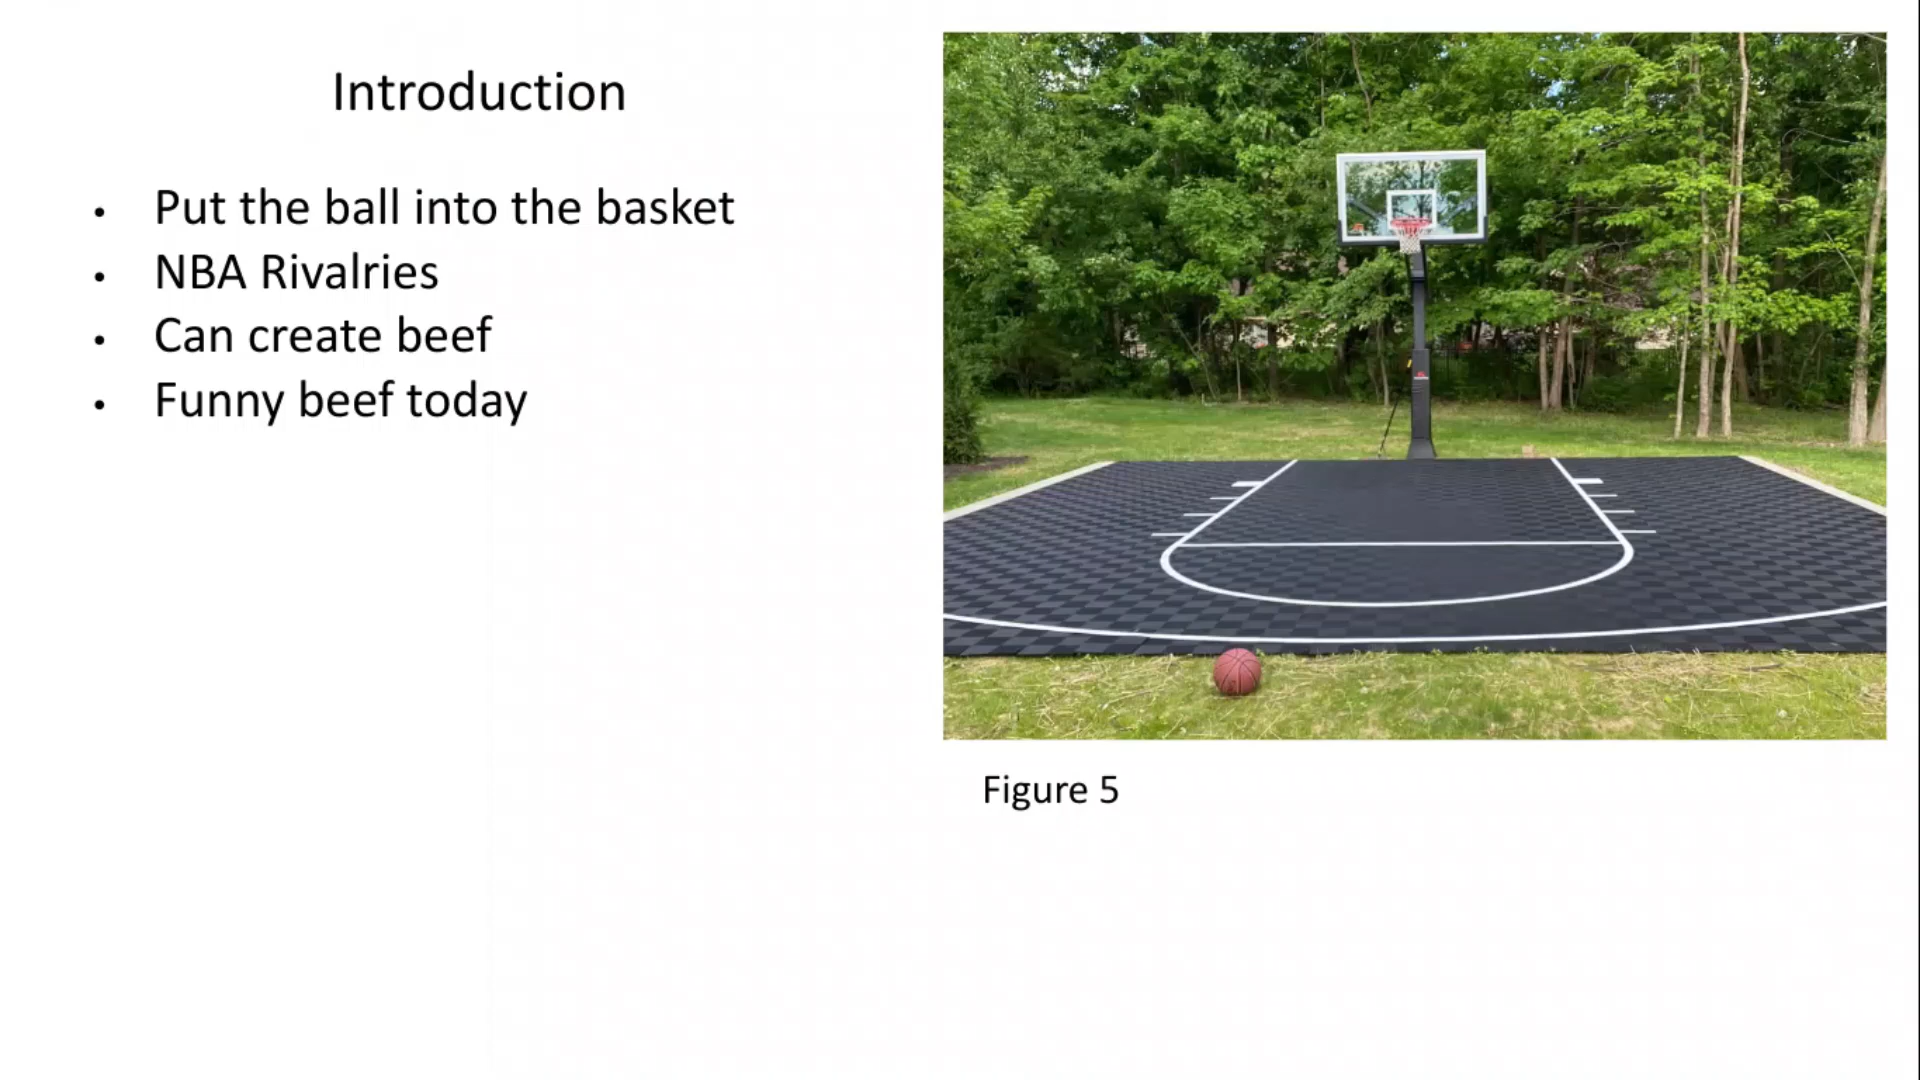 Introduction
• Put the ball into the basket
• NBA Rivalries
• Can create beef
• Funny beef today
Figure 5